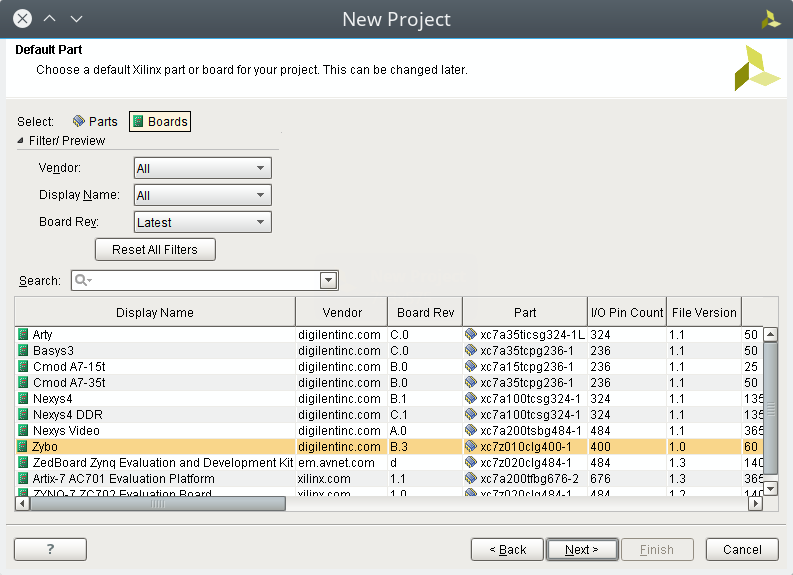 New Project
Default Part
Choose a default Xilinx part or board for your project. This can be changed later.
Select: Parts Boards
Filter/ Preview
Vendor: All
Display Name: All
Board Rev: Latest
Reset All Filters
Search:
Display Name Vendor Board Rev Part I/O Pin Count File Version
Arty digilentinc.com C.0 xc7a35ticsg324-1L 324 1.1 50
Basys3 digilentinc.com C.0 xc7a35tcpg236-1 236 1.1 50
Cmod A7-15t digilentinc.com B.0 xc7a15tcpg236-1 236 1.1 25
Cmod A7-35t digilentinc.com B.0 xc7a35tcpg236-1 236 1.1 50
Nexys4 digilentinc.com B.1 xc7a100tcsg324-1 324 1.1 135
Nexys4 DDR digilentinc.com C.1 xc7a100tcsg324-1 324 1.1 135
Nexys Video digilentinc.com A.0 xc7a200tsbg484-1 484 1.1 365
Zybo digilentinc.com B.3 xc7z010clg400-1 400 1.0 60
ZedBoard Zynq Evaluation and Development Kit em.avnet.com d xc7z020clg484-1 484 1.3 140
Artix-7 AC701 Evaluation Platform xilinx.com 1.1 xc7a200tfbg676-2 676 1.3 365
ZYNQ-7 ZC702 Evaluation Board xilinx.com 1.0 xc7z020clg484-1 484 1.2 140
? < Back Next > Finish Cancel